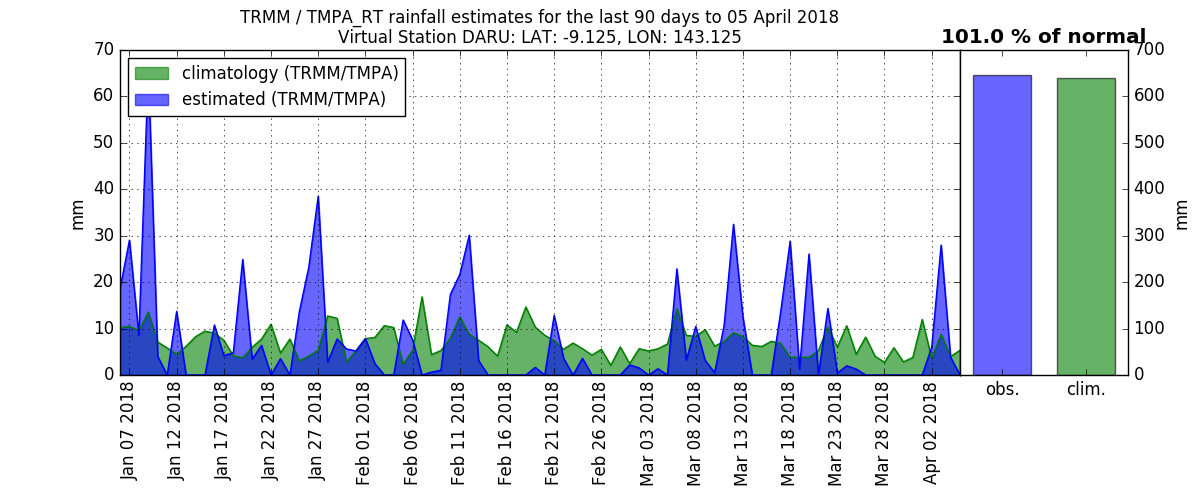 TRMM / TMPA_RT rainfall estimates for the last 90 days to 05 April 2018
Virtual Station DARU: LAT: -9.125, LON: 143.125
101.0 % of normal
climatology (TRMM/TMPA)
estimated (TRMM/TMPA)
70
60
50
40
30
20
10
0
mm
Jan 07 2018
Jan 12 2018
Jan 17 2018
Jan 22 2018
Jan 27 2018
Feb 01 2018
Feb 06 2018
Feb 11 2018
Feb 16 2018
Feb 21 2018
Feb 26 2018
Mar 03 2018
Mar 08 2018
Mar 13 2018
Mar 18 2018
Mar 23 2018
Mar 28 2018
Apr 02 2018
700
600
500
400
300
200
100
0
mm
obs.
clim.